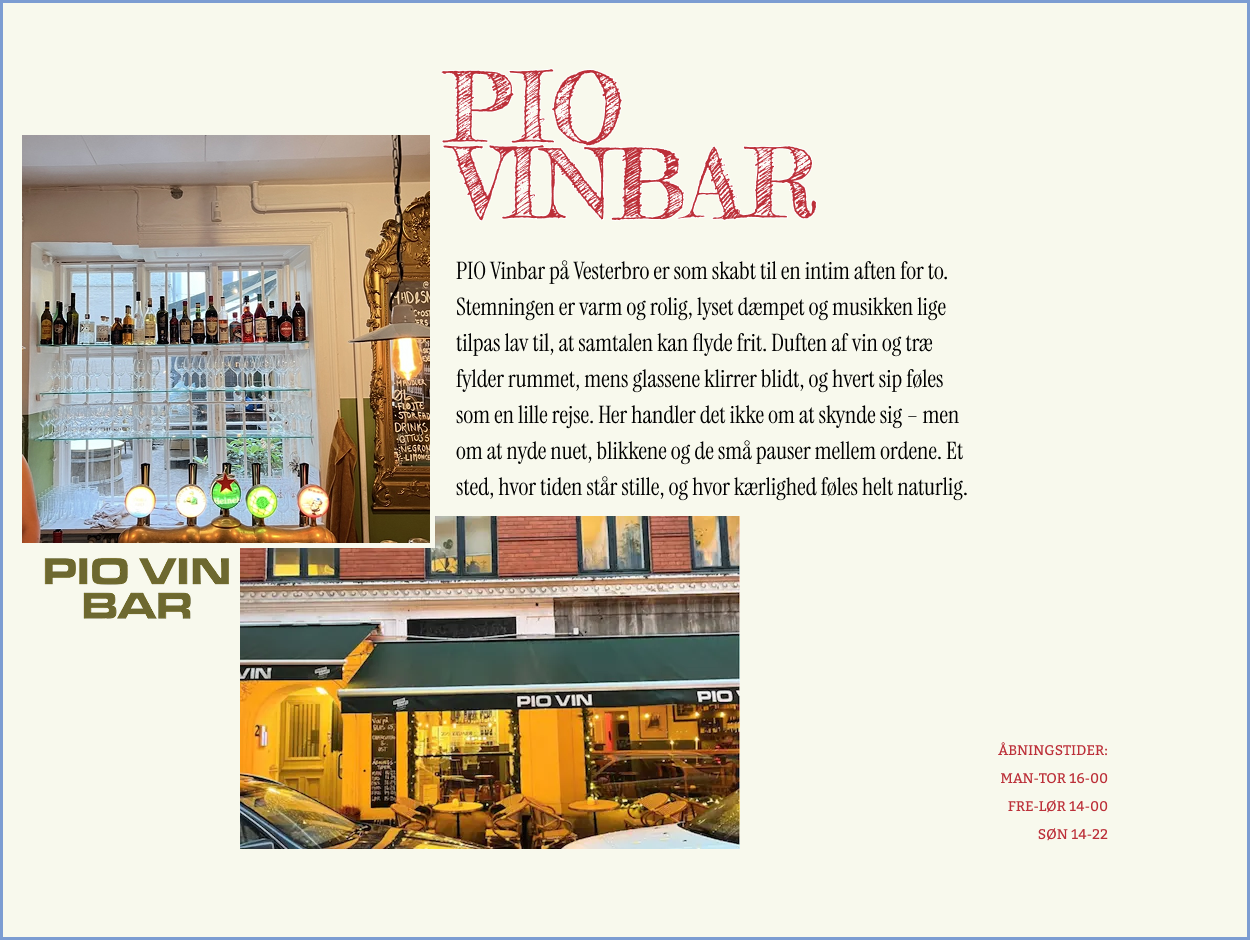 PIO
VINBAR
PIO Vinbar på Vesterbro er som skabt til en intim aften for to.
Stemningen er varm og rolig, lyset dæmpet og musikken lige
tilpas lav til, at samtalen kan flyde frit. Duften af vin og træ
fylder rummet, mens glassene klirrer blidt, og hvert sip føles
som en lille rejse. Her handler det ikke om at skynde sig – men
om at nyde nuet, blikkene og de små pauser mellem ordene. Et
sted, hvor tiden står stille, og hvor kærlighed føles helt naturlig.
ØL
DRINKS
PIO VIN
BAR
VIN
PIO VIN
PIO V
2
ÅBNINGSTIDER:
MAN-TOR 16-00
FRE-LØR 14-00
SØN 14-22